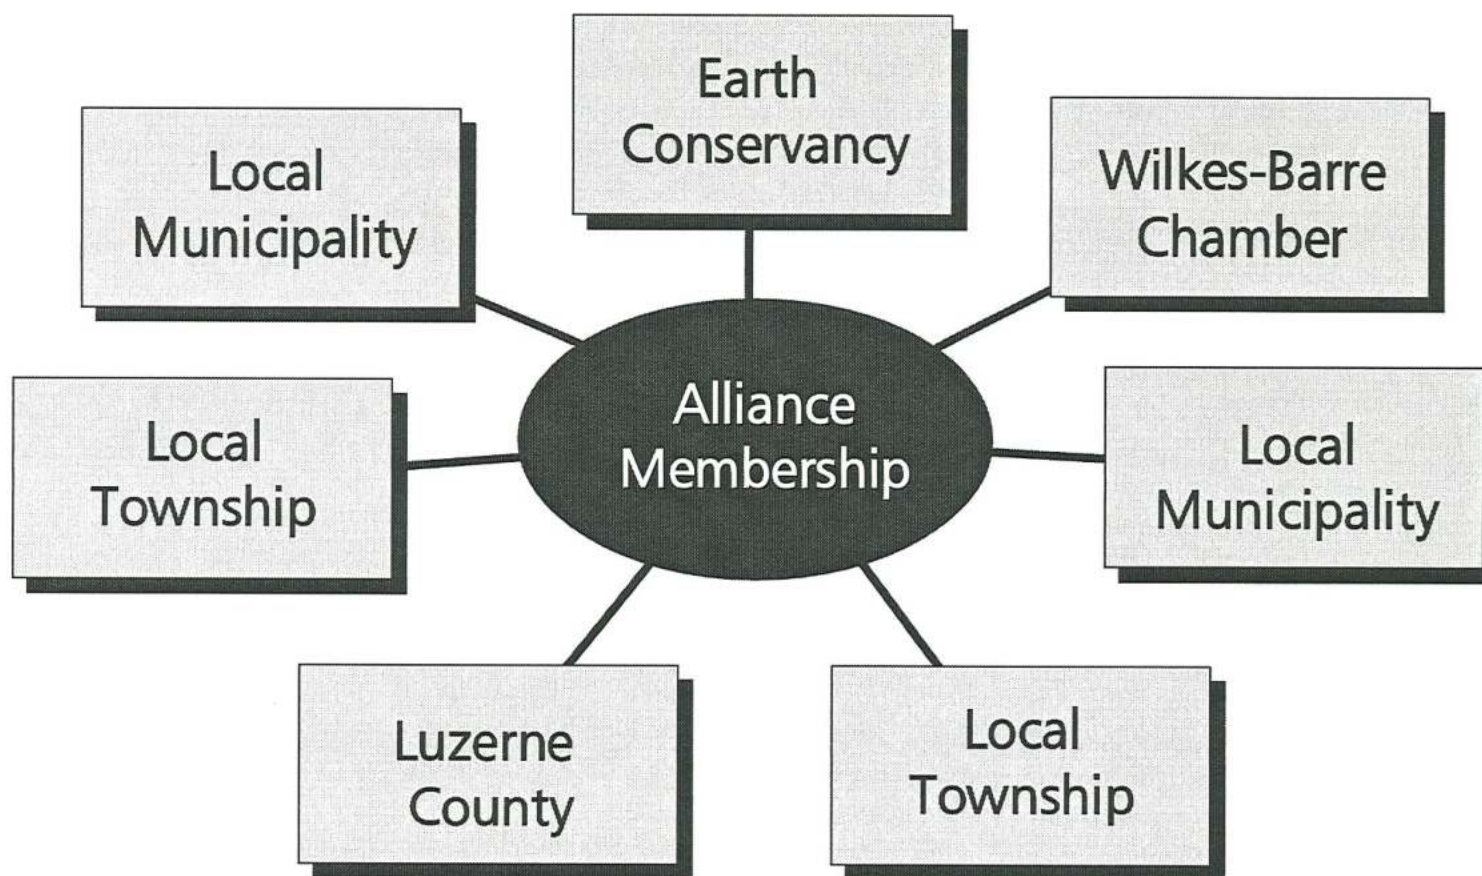 Earth
Conservancy
Local
Municipality
Wilkes-Barre
Chamber
Alliance
Membership
Local
Township
Local
Municipality
Luzerne
County
Local
Township